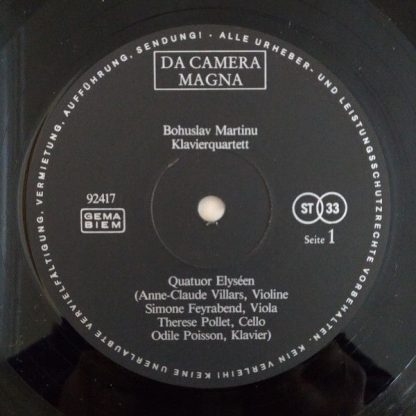 DA CAMERA
MAGNA
Bohuslav Martinu
Klavierquartett
92417
GEMA
BIEM
ST 33
Seite 1
Quatuor Elyséen
(Anne-Claude Villars, Violine
Simone Feyrabend, Viola
Therese Pollet, Cello
Odile Poisson, Klavier)
ALLE URHEBER- UND LEISTUNGSSCHUTZRECHTE VORBEHALTEN. KEIN VERLEIH! KEINE UNERLAUBTE VERVIELFÄLTIGUNG, VERMIETUNG, AUFFÜHRUNG, SENDUNG!